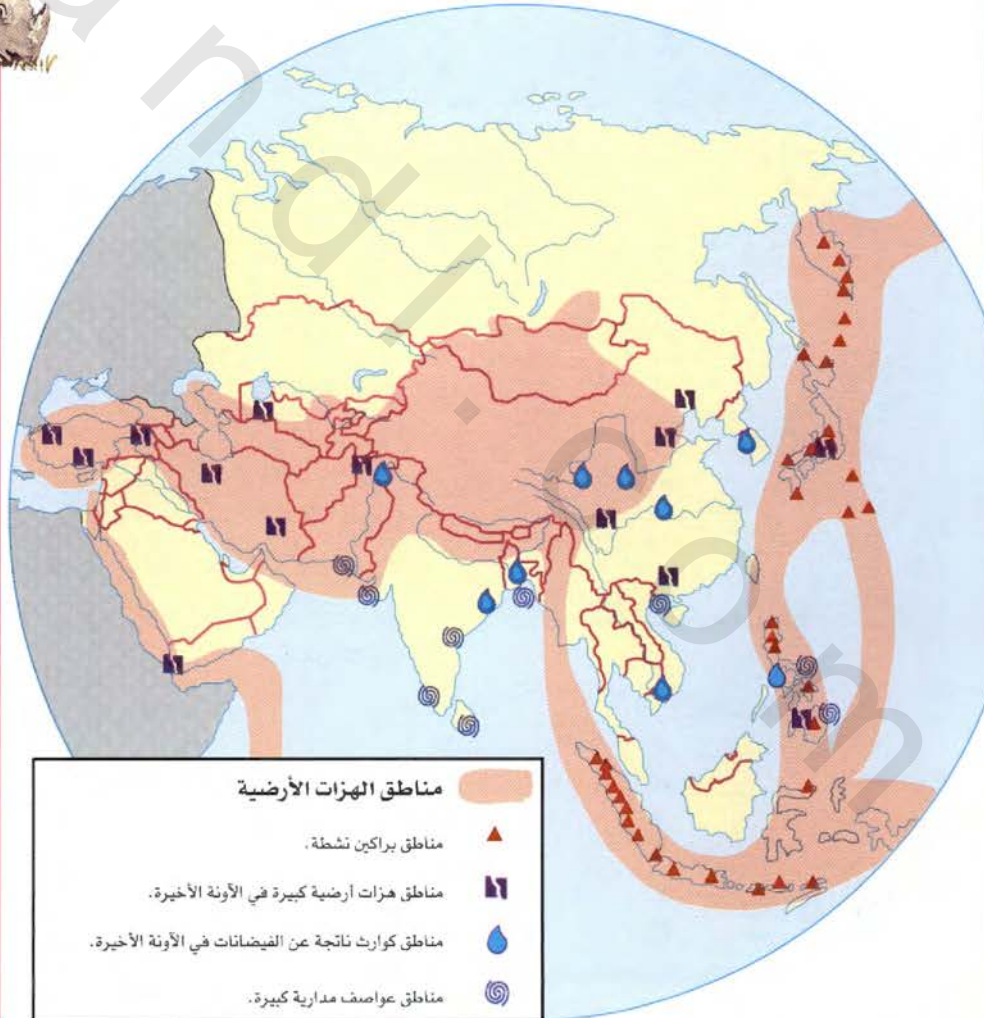 مناطق الهزات الأرضية
مناطق براكين نشطة.
مناطق هزات أرضية كبيرة في الآونة الأخيرة.
مناطق كوارث ناتجة عن الفيضانات في الآونة الأخيرة.
مناطق عواصف مدارية كبيرة.